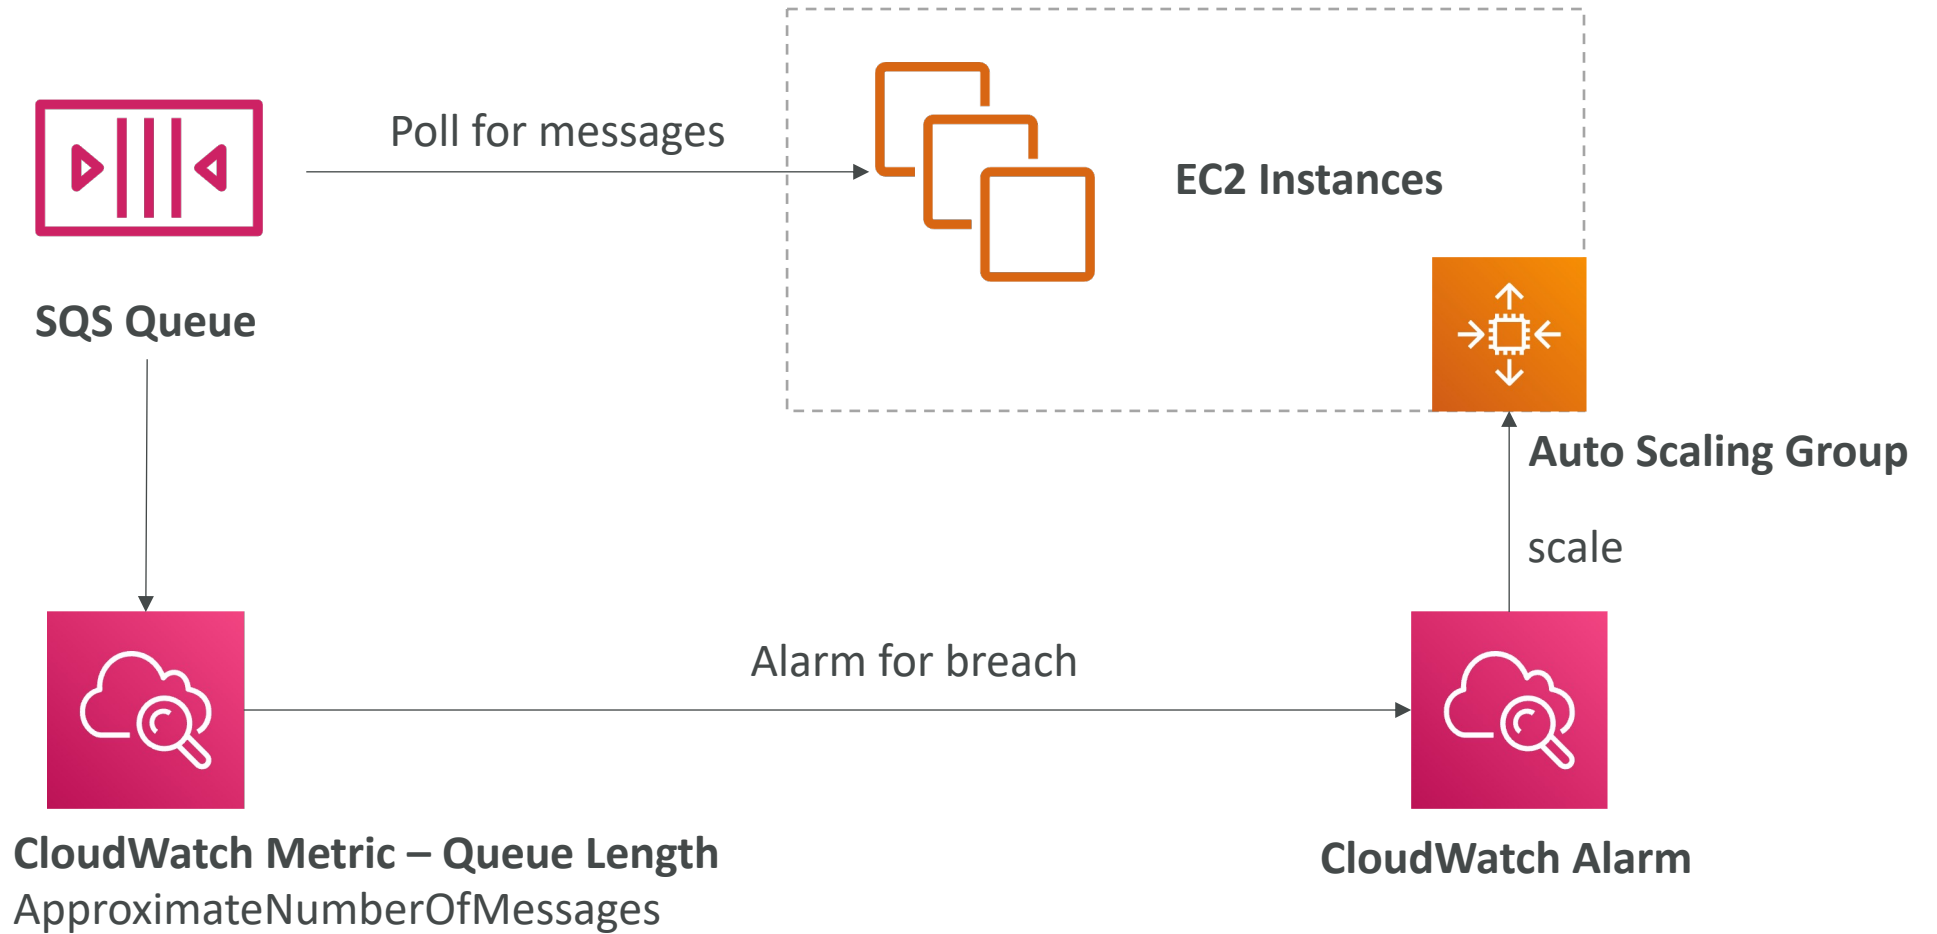 Poll for messages
EC2 Instances
SQS Queue
Auto Scaling Group
scale
Alarm for breach
CloudWatch Metric – Queue Length
ApproximateNumberOfMessages
CloudWatch Alarm